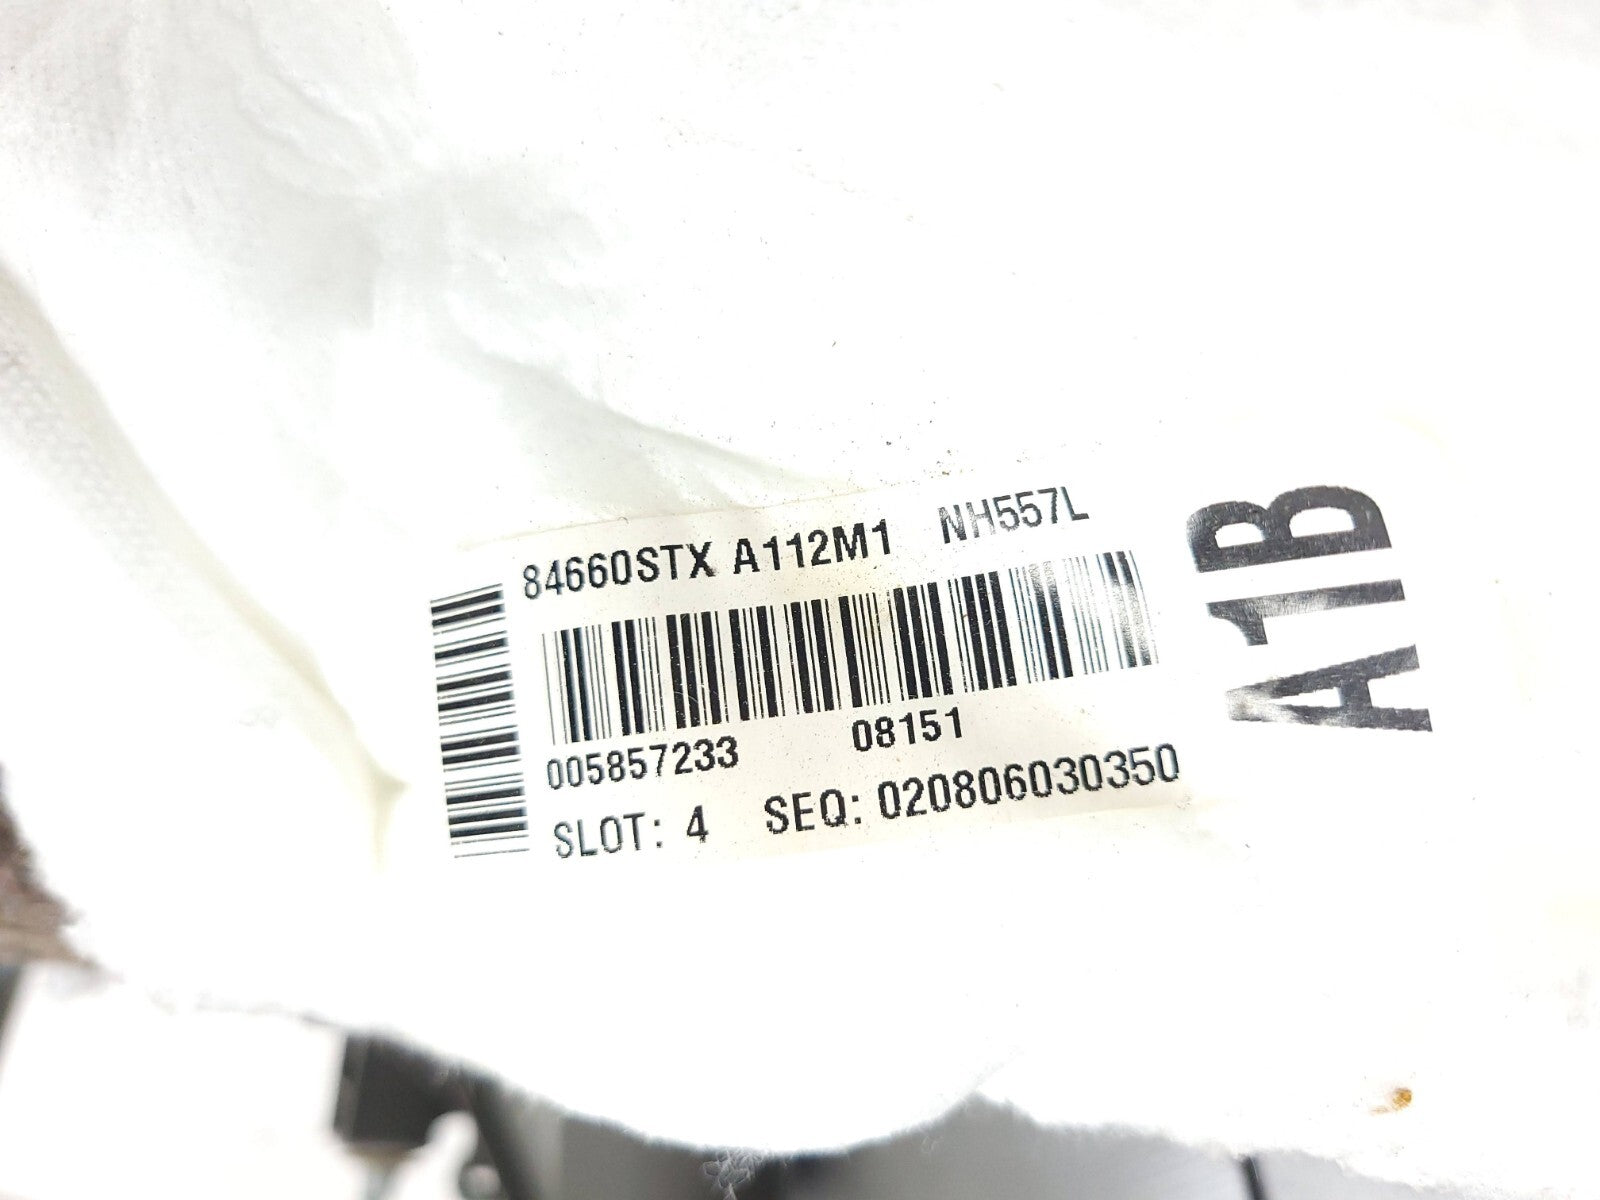 84660STX A112M1 NH557L
005857233 08151
SLOT: 4 SEQ: 020806030350
A1B